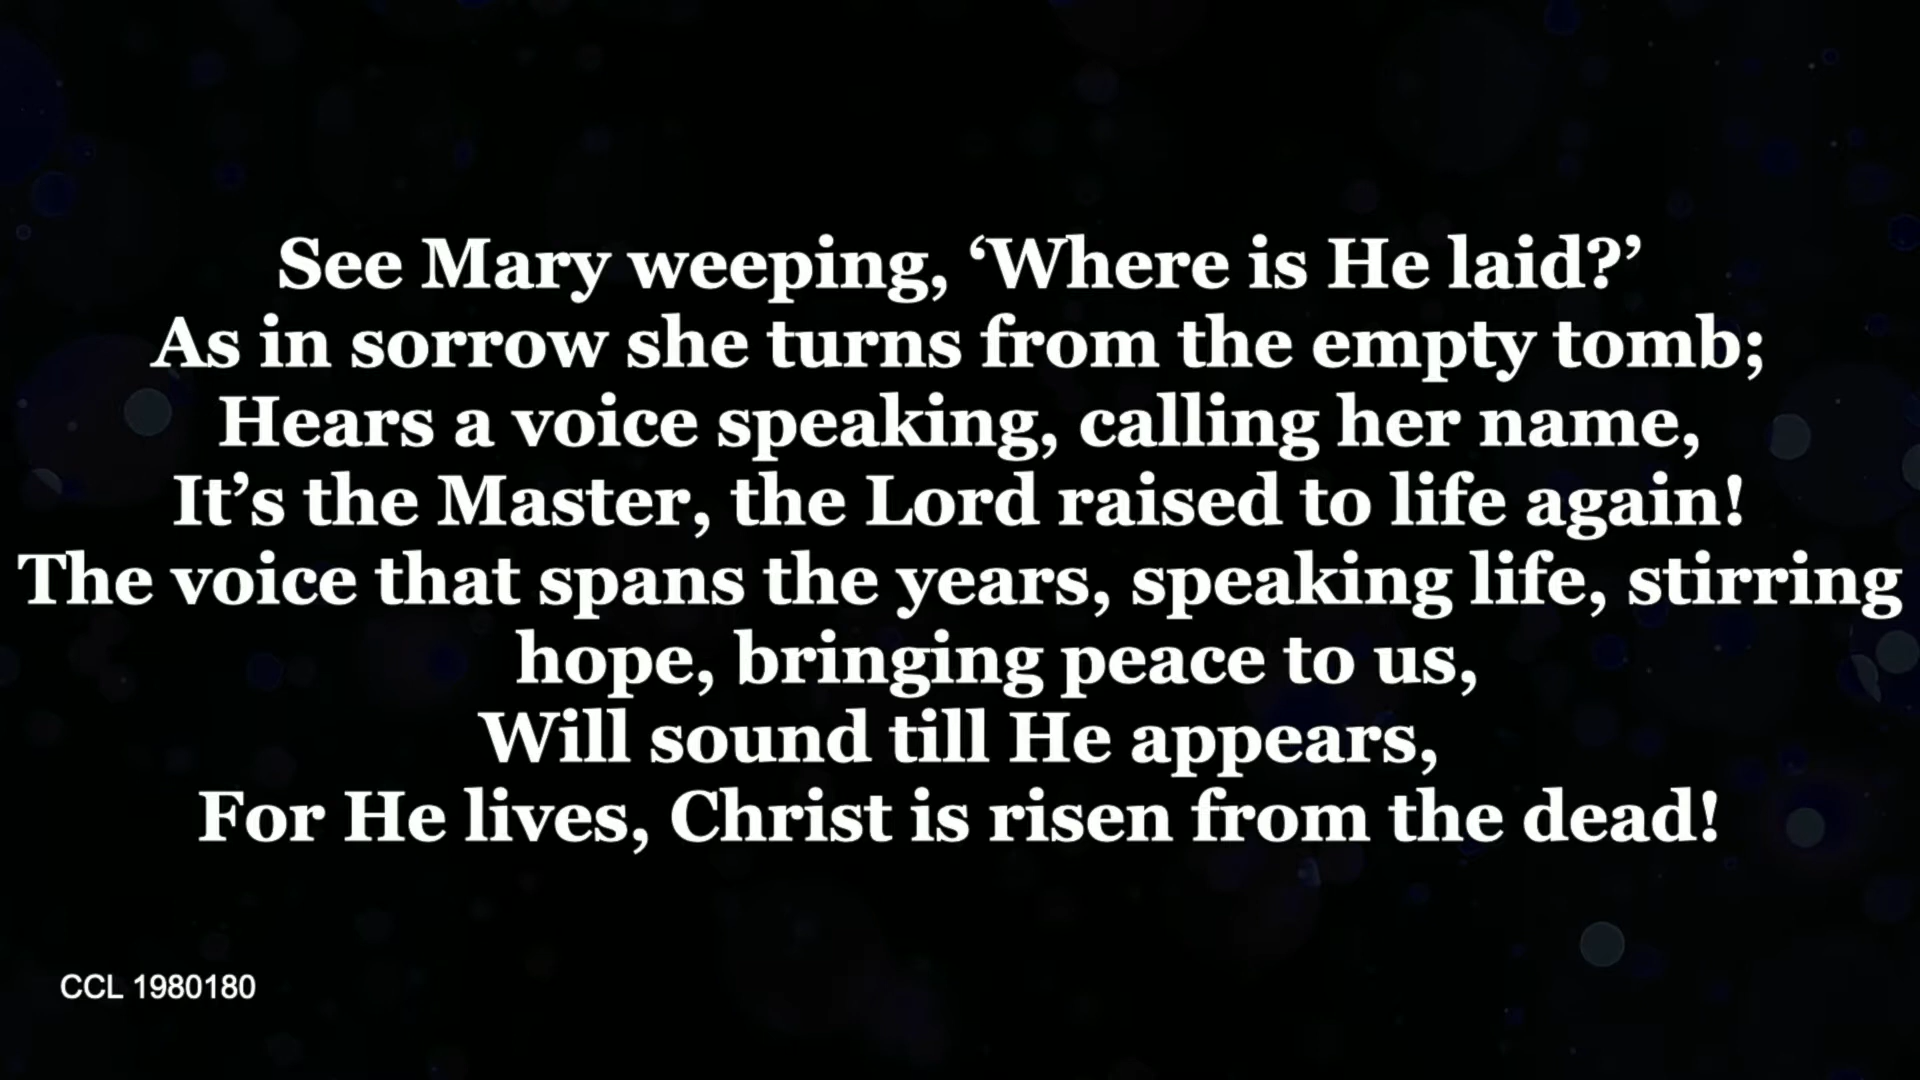 See Mary weeping, ‘Where is He laid?’
As in sorrow she turns from the empty tomb;
Hears a voice speaking, calling her name,
It’s the Master, the Lord raised to life again!
The voice that spans the years, speaking life, stirring
hope, bringing peace to us,
Will sound till He appears,
For He lives, Christ is risen from the dead!
CCL 1980180